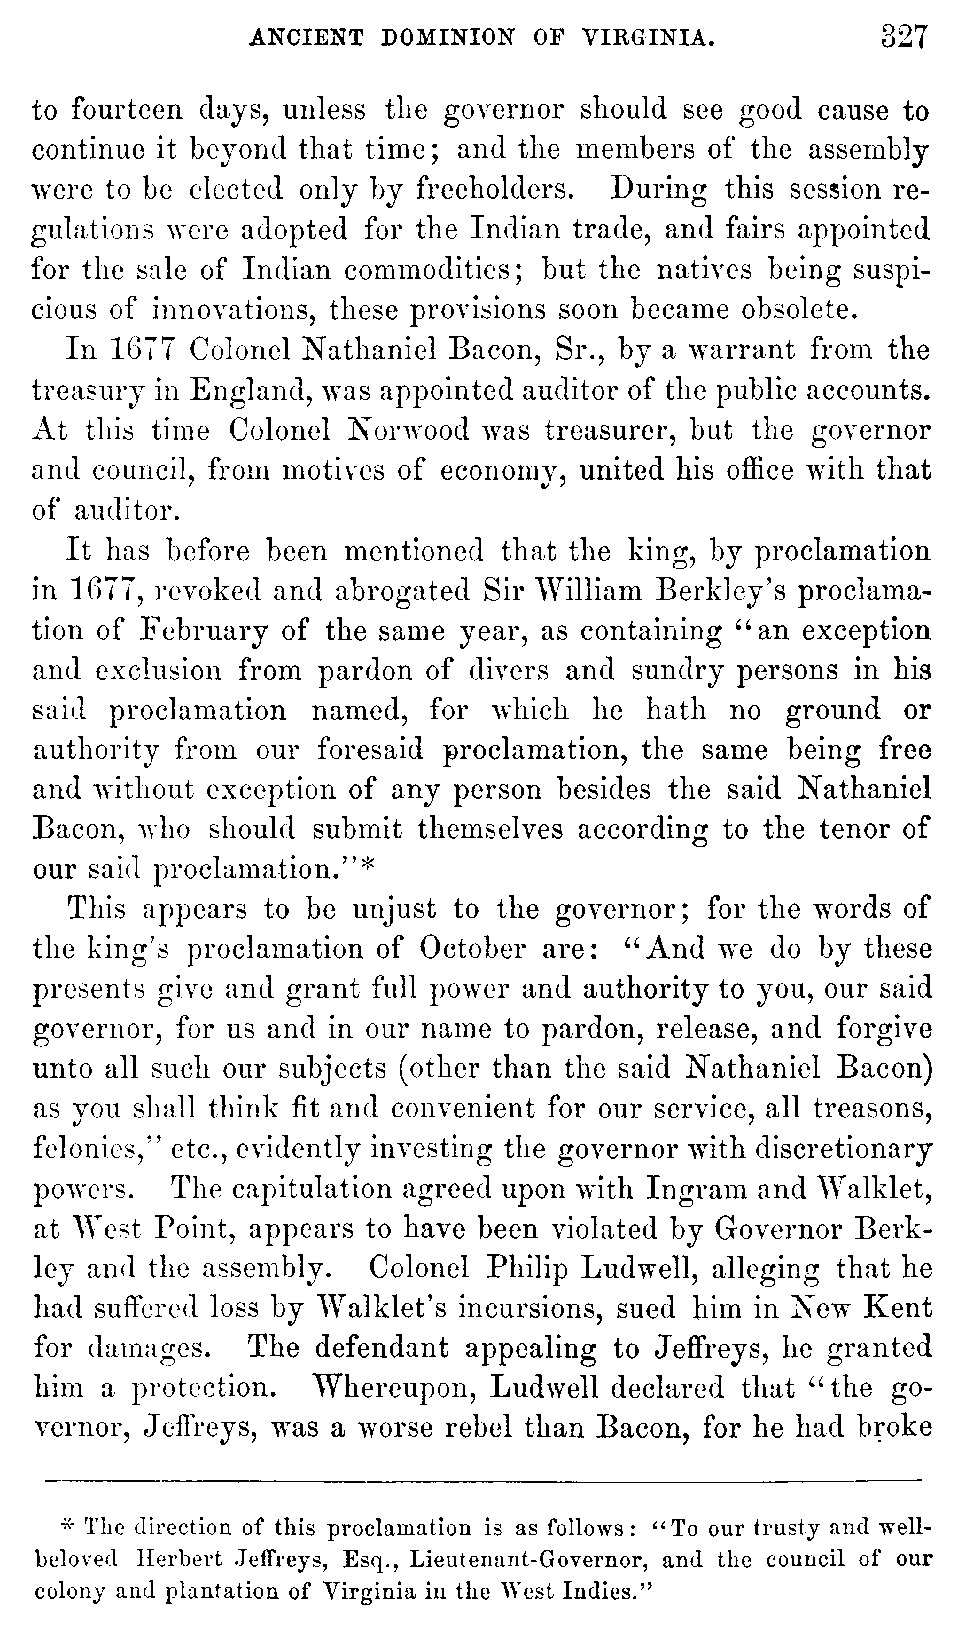 ANCIENT DOMINION OF VIRGINIA. 327
to fourteen days, unless the governor should see good cause to
continue it beyond that time; and the members of the assembly
were to be elected only by freeholders. During this session re-
gulations were adopted for the Indian trade, and fairs appointed
for the sale of Indian commodities; but the natives being suspi-
cious of innovations, these provisions soon became obsolete.
In 1677 Colonel Nathaniel Bacon, Sr., by a warrant from the
treasury in England, was appointed auditor of the public accounts.
At this time Colonel Norwood was treasurer, but the governor
and council, from motives of economy, united his office with that
of auditor.
It has before been mentioned that the king, by proclamation
in 1677, revoked and abrogated Sir William Berkley's proclama-
tion of February of the same year, as containing "an exception
and exclusion from pardon of divers and sundry persons in his
said proclamation named, for which he hath no ground or
authority from our foresaid proclamation, the same being free
and without exception of any person besides the said Nathaniel
Bacon, who should submit themselves according to the tenor of
our said proclamation."*
This appears to be unjust to the governor; for the words of
the king's proclamation of October are: "And we do by these
presents give and grant full power and authority to you, our said
governor, for us and in our name to pardon, release, and forgive
unto all such our subjects (other than the said Nathaniel Bacon)
as you shall think fit and convenient for our service, all treasons,
felonies," etc., evidently investing the governor with discretionary
powers. The capitulation agreed upon with Ingram and Walklet,
at West Point, appears to have been violated by Governor Berk-
ley and the assembly. Colonel Philip Ludwell, alleging that he
had suffered loss by Walklet's incursions, sued him in New Kent
for damages. The defendant appealing to Jeffreys, he granted
him a protection. Whereupon, Ludwell declared that "the go-
vernor, Jeffreys, was a worse rebel than Bacon, for he had broke
* The direction of this proclamation is as follows: "To our trusty and well-
beloved Herbert Jeffreys, Esq., Lieutenant-Governor, and the council of our
colony and plantation of Virginia in the West Indies."